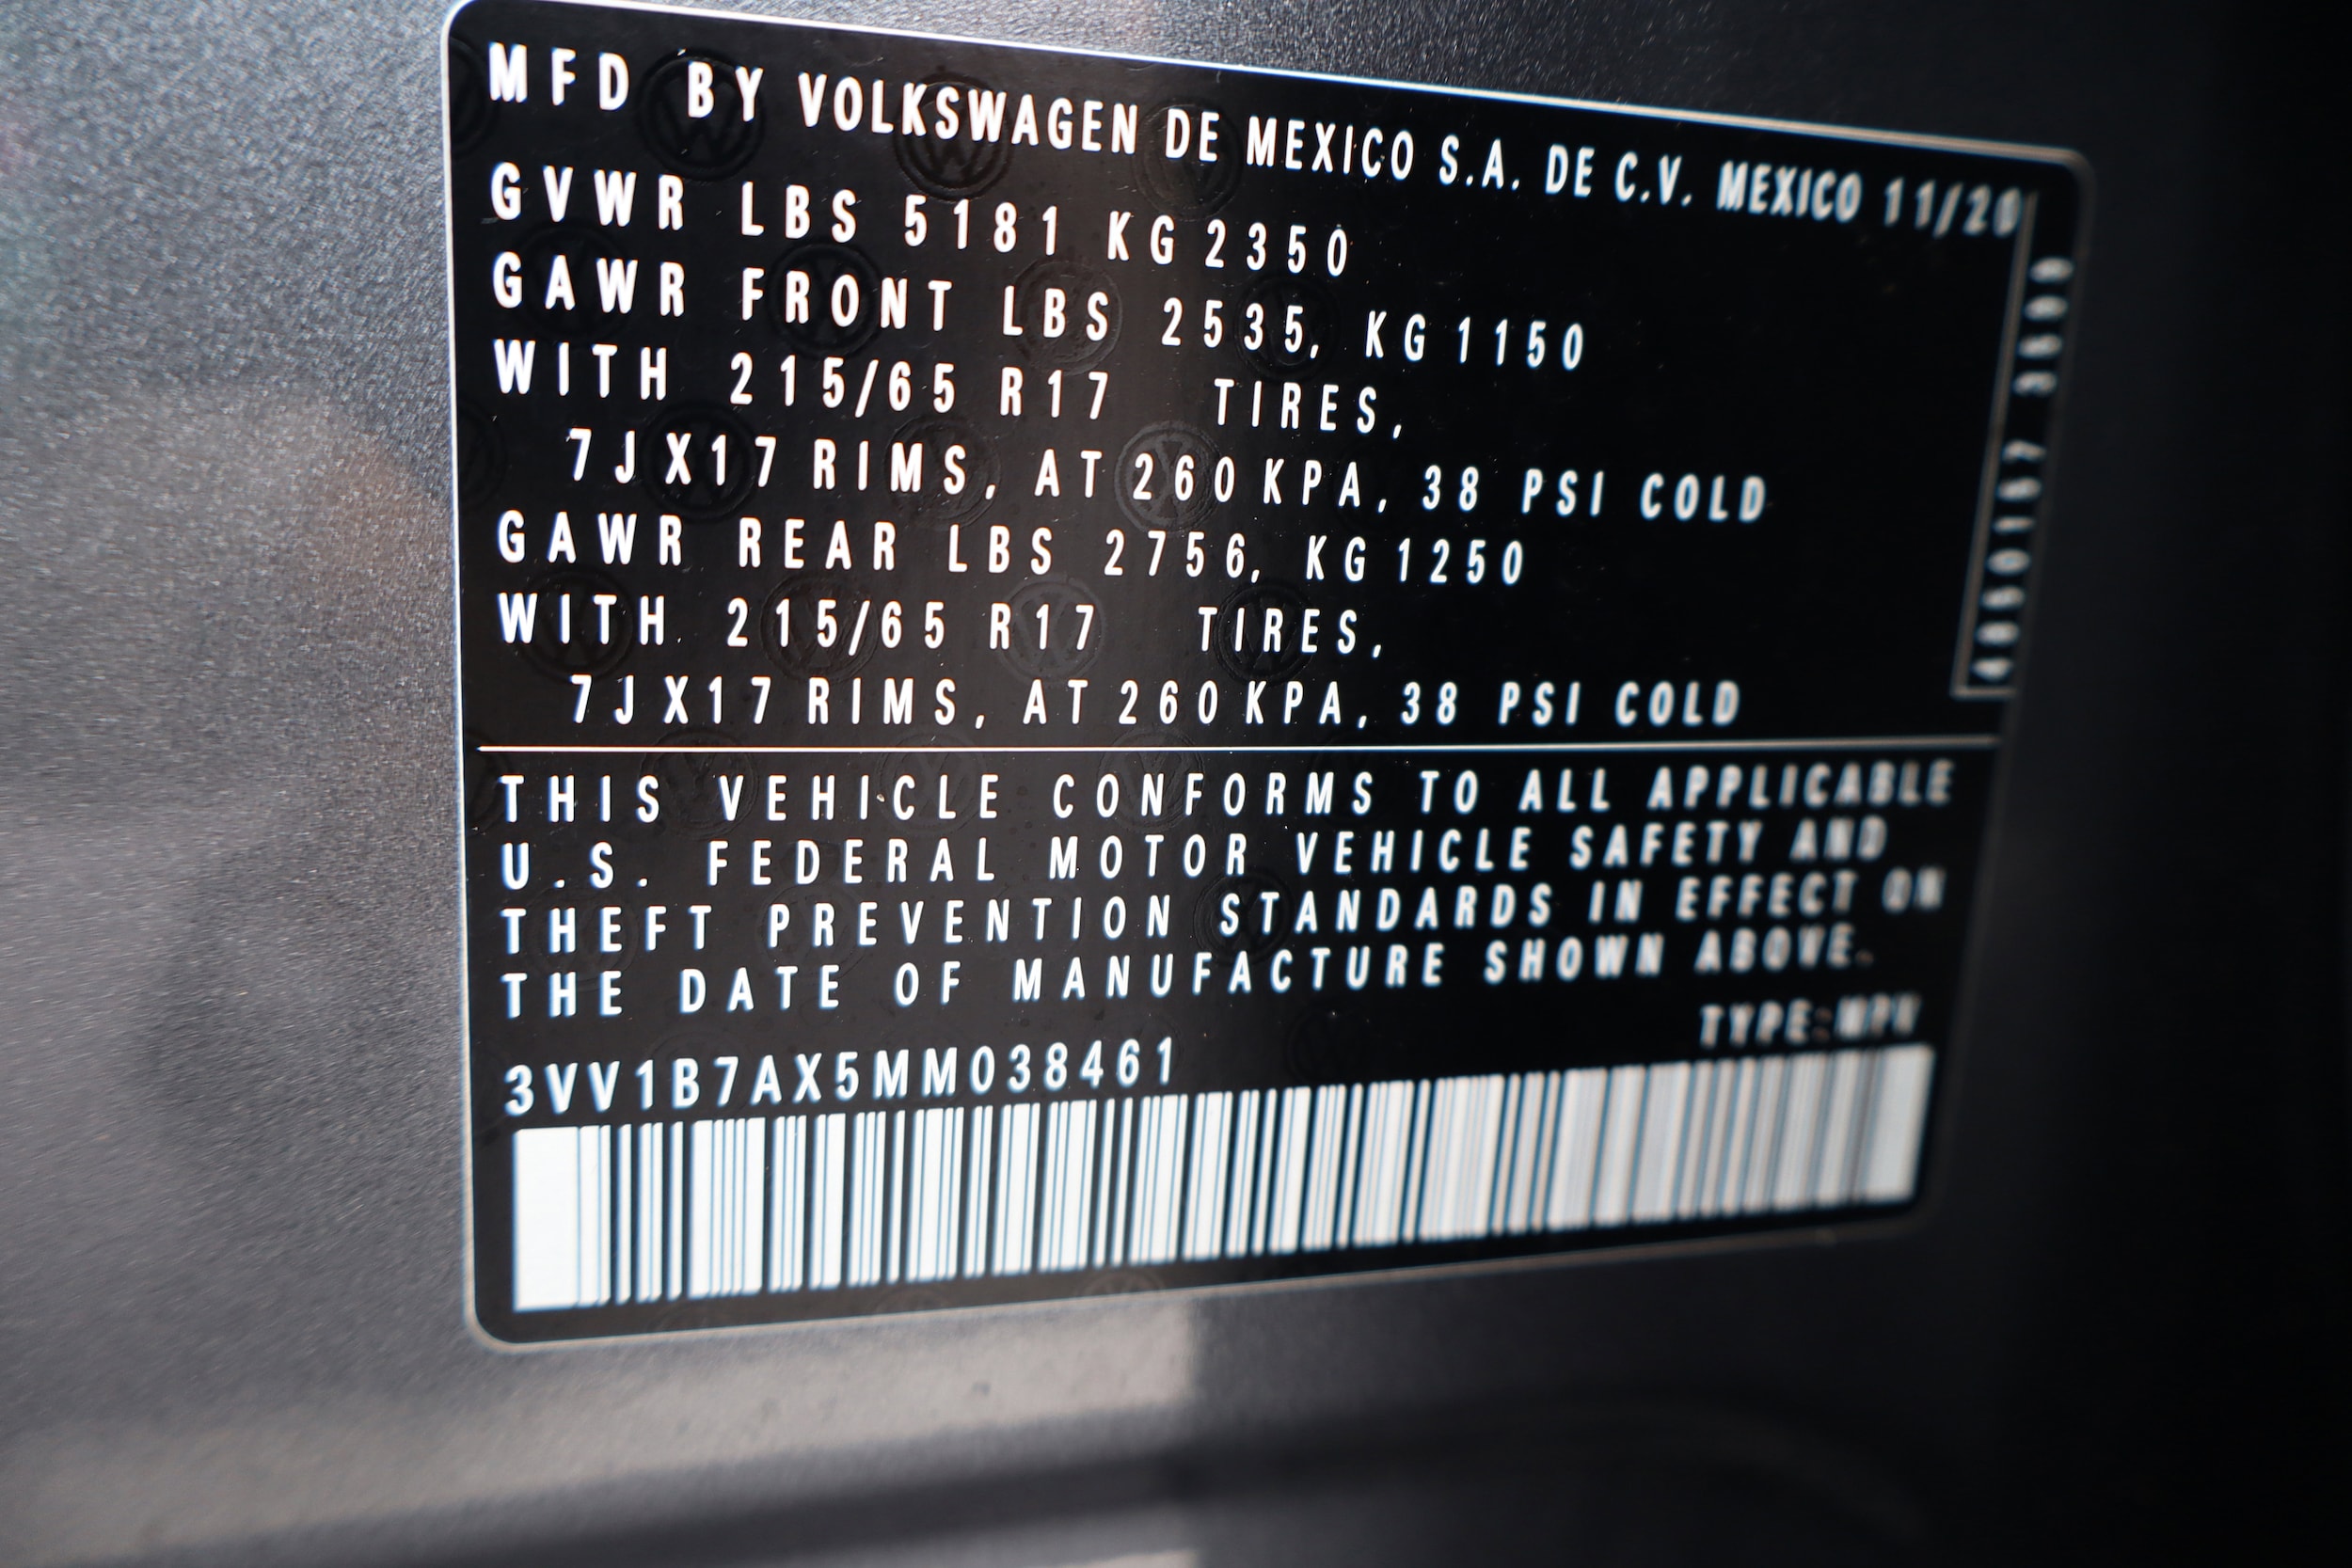 MFD BY VOLKSWAGEN DE MEXICO S.A. DE C.V. MEXICO 11/20
GVWR LBS 5181 KG 2350
GAWR FRONT LBS 2535, KG 1150
WITH 215/65 R17 TIRES,
7JX17 RIMS, AT 260 KPA, 38 PSI COLD
GAWR REAR LBS 2756, KG 1250
WITH 215/65 R17 TIRES,
7JX17 RIMS, AT 260 KPA, 38 PSI COLD
THIS VEHICLE CONFORMS TO ALL APPLICABLE
U.S. FEDERAL MOTOR VEHICLE SAFETY AND
THEFT PREVENTION STANDARDS IN EFFECT ON
THE DATE OF MANUFACTURE SHOWN ABOVE.
TYPE:MPV
3VV1B7AX5MM038461